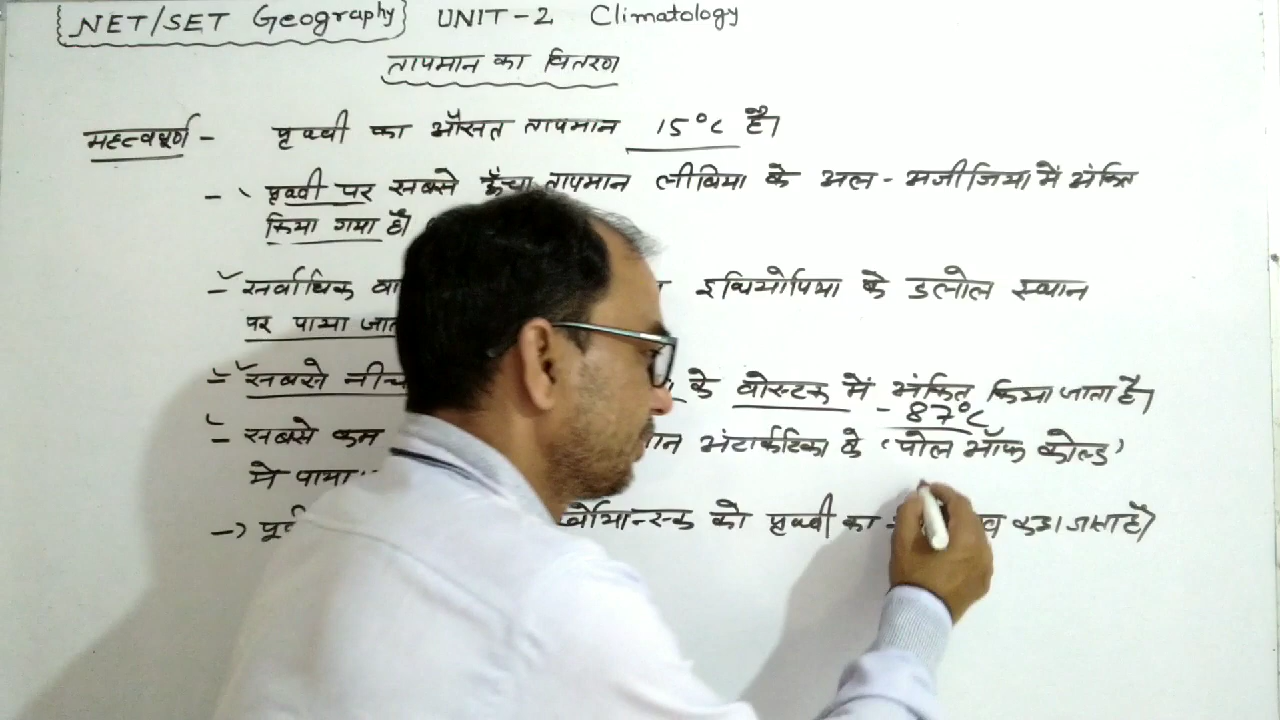 NET/SET Geography UNIT-2 Climatology
तापमान का वितरण
महत्वपूर्ण - पृथ्वी का औसत तापमान 15°C है।
- पृथ्वी पर सबसे ऊँचा तापमान लीबिया के अल-अजीजिया में अंकित
किया गया है।
- सर्वाधिक इथियोपिया के डलोल स्थान
पर पाया
- सबसे के वोस्टक में अंकित किया जाता है।
- 87°C
- सबसे कम अंटार्कटिका के 'पोल ऑफ कोल्ड'
मे पाया
→ को पृथ्वी का कहा जाता है।